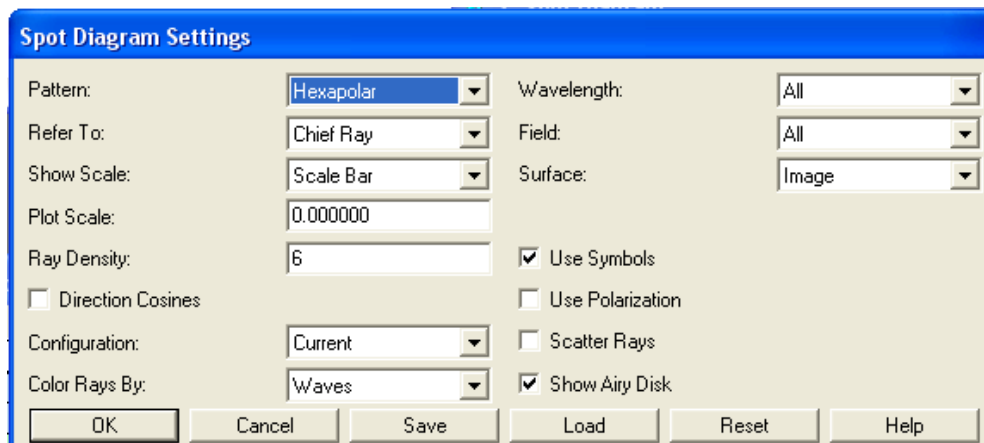 Spot Diagram Settings
Pattern: Hexapolar Wavelength: All
Refer To: Chief Ray Field: All
Show Scale: Scale Bar Surface: Image
Plot Scale: 0.000000
Ray Density: 6 Use Symbols
Direction Cosines Use Polarization
Configuration: Current Scatter Rays
Color Rays By: Waves Show Airy Disk
OK Cancel Save Load Reset Help